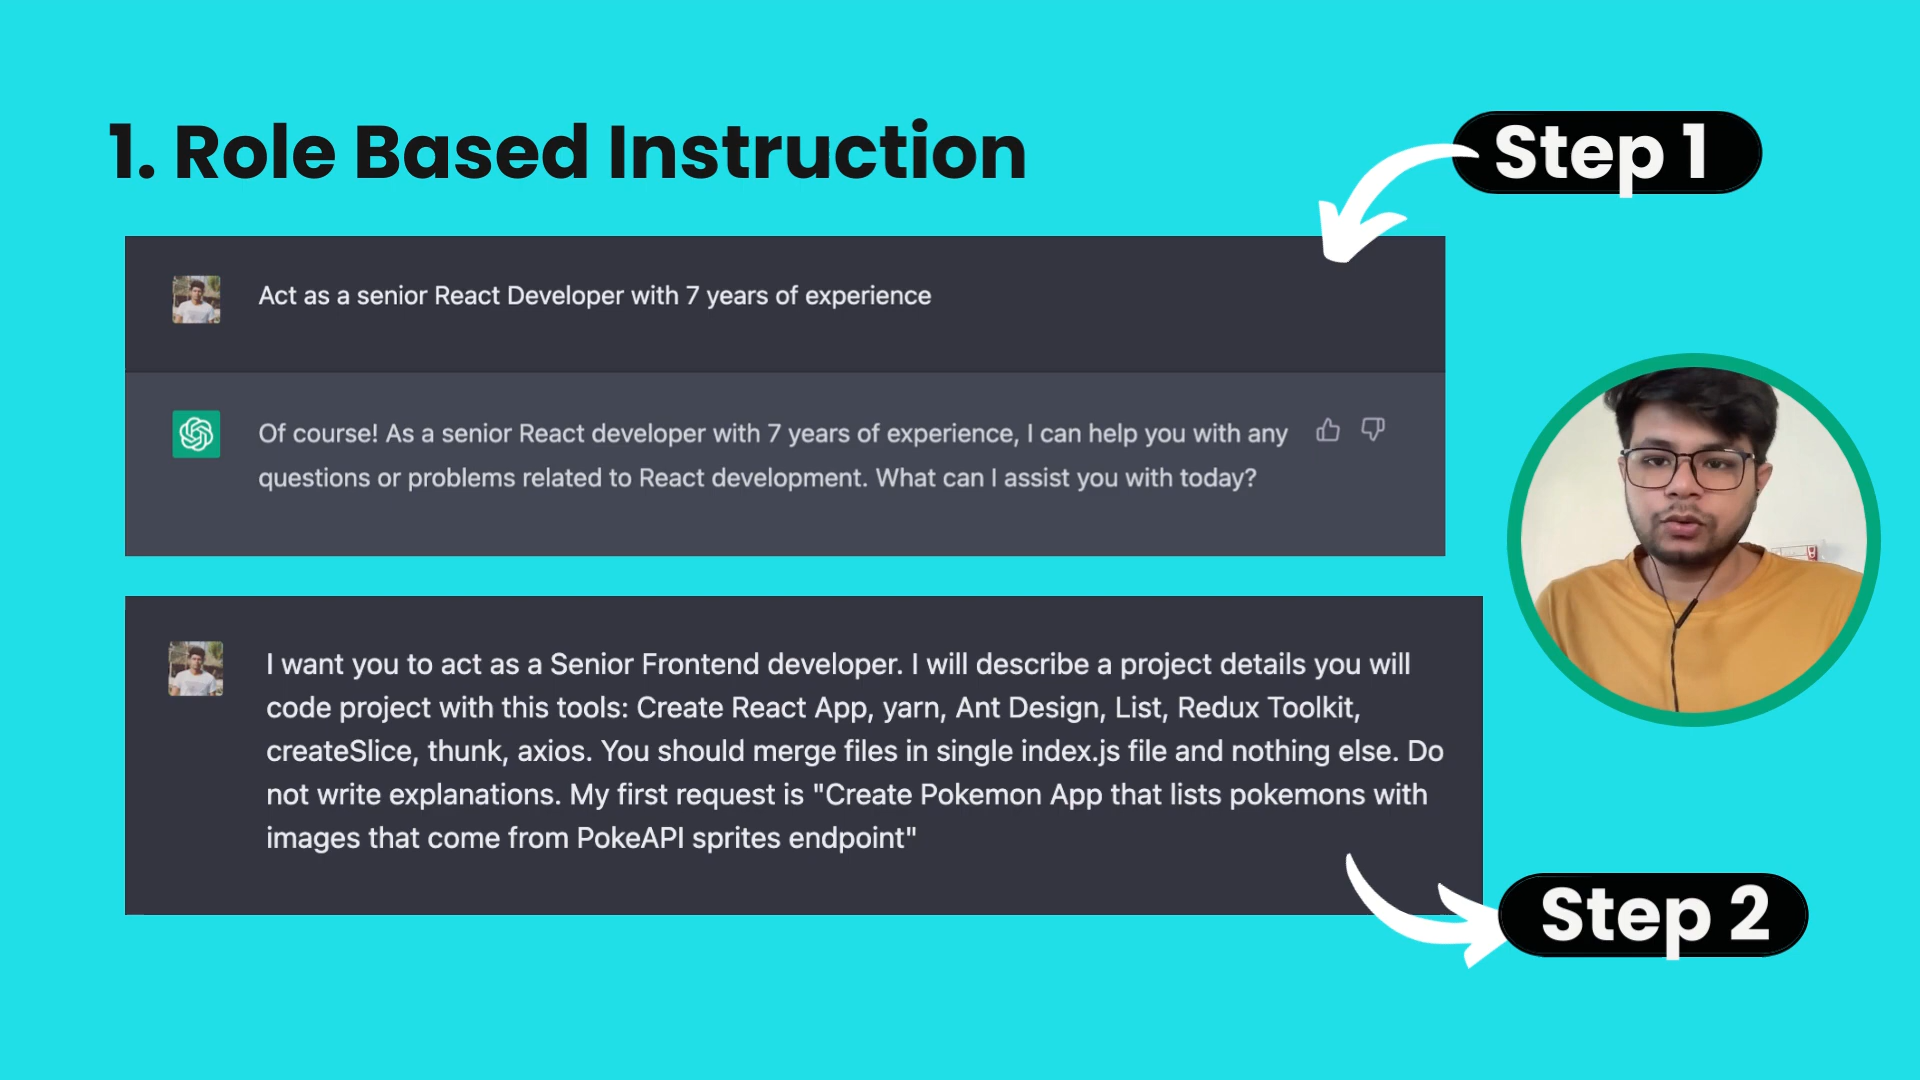 1. Role Based Instruction
Step 1
Act as a senior React Developer with 7 years of experience
Of course! As a senior React developer with 7 years of experience, I can help you with any
questions or problems related to React development. What can I assist you with today?
I want you to act as a Senior Frontend developer. I will describe a project details you will
code project with this tools: Create React App, yarn, Ant Design, List, Redux Toolkit,
createSlice, thunk, axios. You should merge files in single index.js file and nothing else. Do
not write explanations. My first request is "Create Pokemon App that lists pokemons with
images that come from PokeAPI sprites endpoint"
Step 2